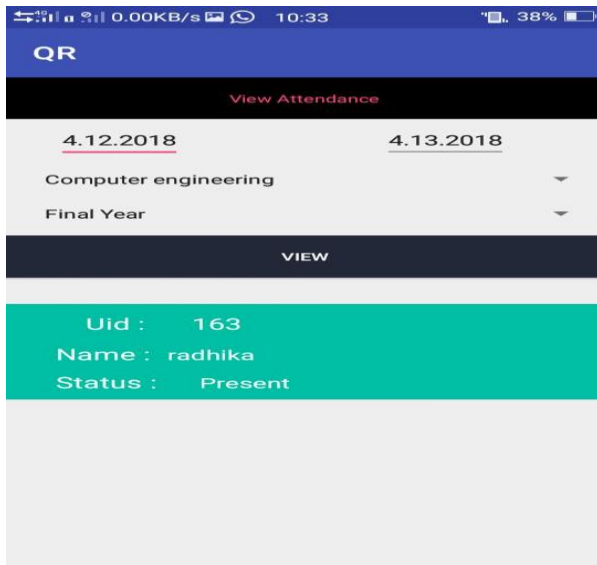 0.00KB/s 10:33 38%
QR
View Attendance
4.12.2018 4.13.2018
Computer engineering
Final Year
VIEW
Uid : 163
Name : radhika
Status : Present